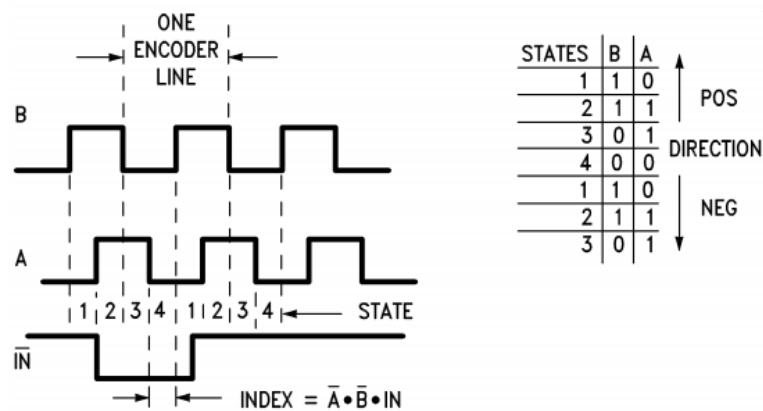 ONE
ENCODER
LINE
B
A
1 2 3 4 1 2 3 4 STATE
I̅N̅
INDEX = A̅•B̅•IN
STATES B A
1 1 0
2 1 1
3 0 1
4 0 0
1 1 0
2 1 1
3 0 1
POS
DIRECTION
NEG